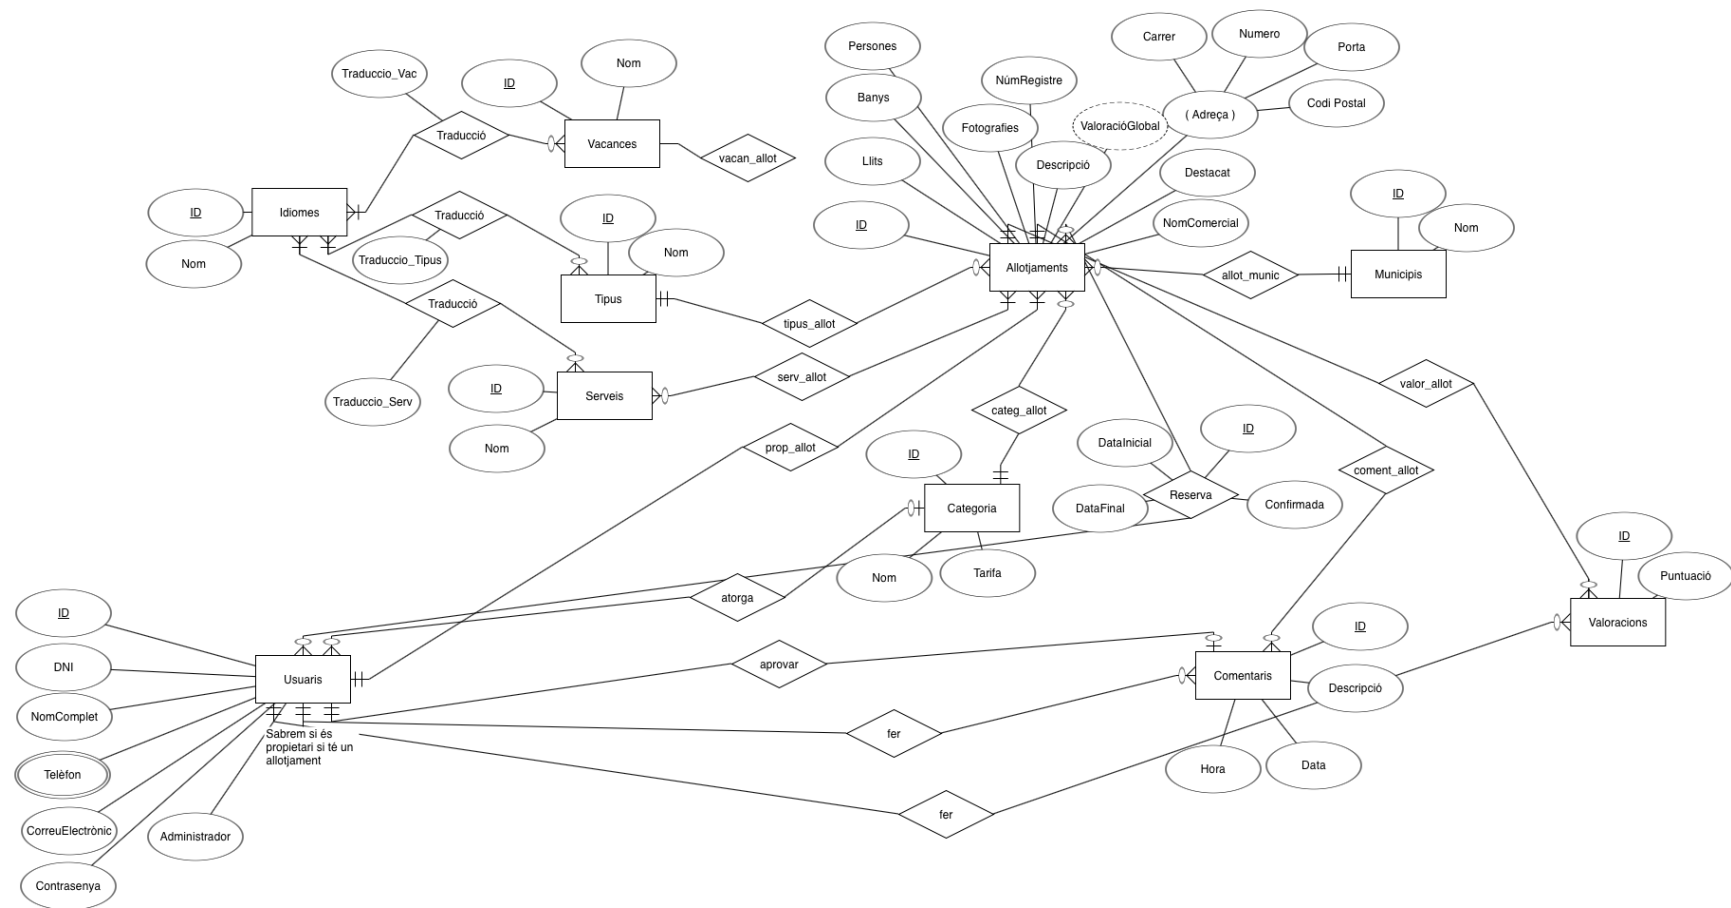 Persones
Carrer
Numero
Porta
Traduccio_Vac
ID
Nom
NúmRegistre
Banys
Fotografies
ValoracióGlobal
( Adreça )
Codi Postal
Traducció
Vacances
vacan_allot
Llits
Descripció
Destacat
ID
Idiomes
Traducció
ID
ID
NomComercial
ID
Nom
Nom
Traduccio_Tipus
Nom
Allotjaments
allot_munic
Municipis
Tipus
Traducció
tipus_allot
ID
Serveis
serv_allot
Traduccio_Serv
valor_allot
categ_allot
Nom
prop_allot
DataInicial
ID
ID
coment_allot
Reserva
DataFinal
Confirmada
Categoria
Nom
Tarifa
ID
Puntuació
atorga
ID
ID
Valoracions
DNI
Usuaris
aprovar
Comentaris
Descripció
NomComplet
Sabrem si és
propietari si té un
allotjament
fer
Telèfon
Hora
Data
CorreuElectrònic
Administrador
fer
Contrasenya